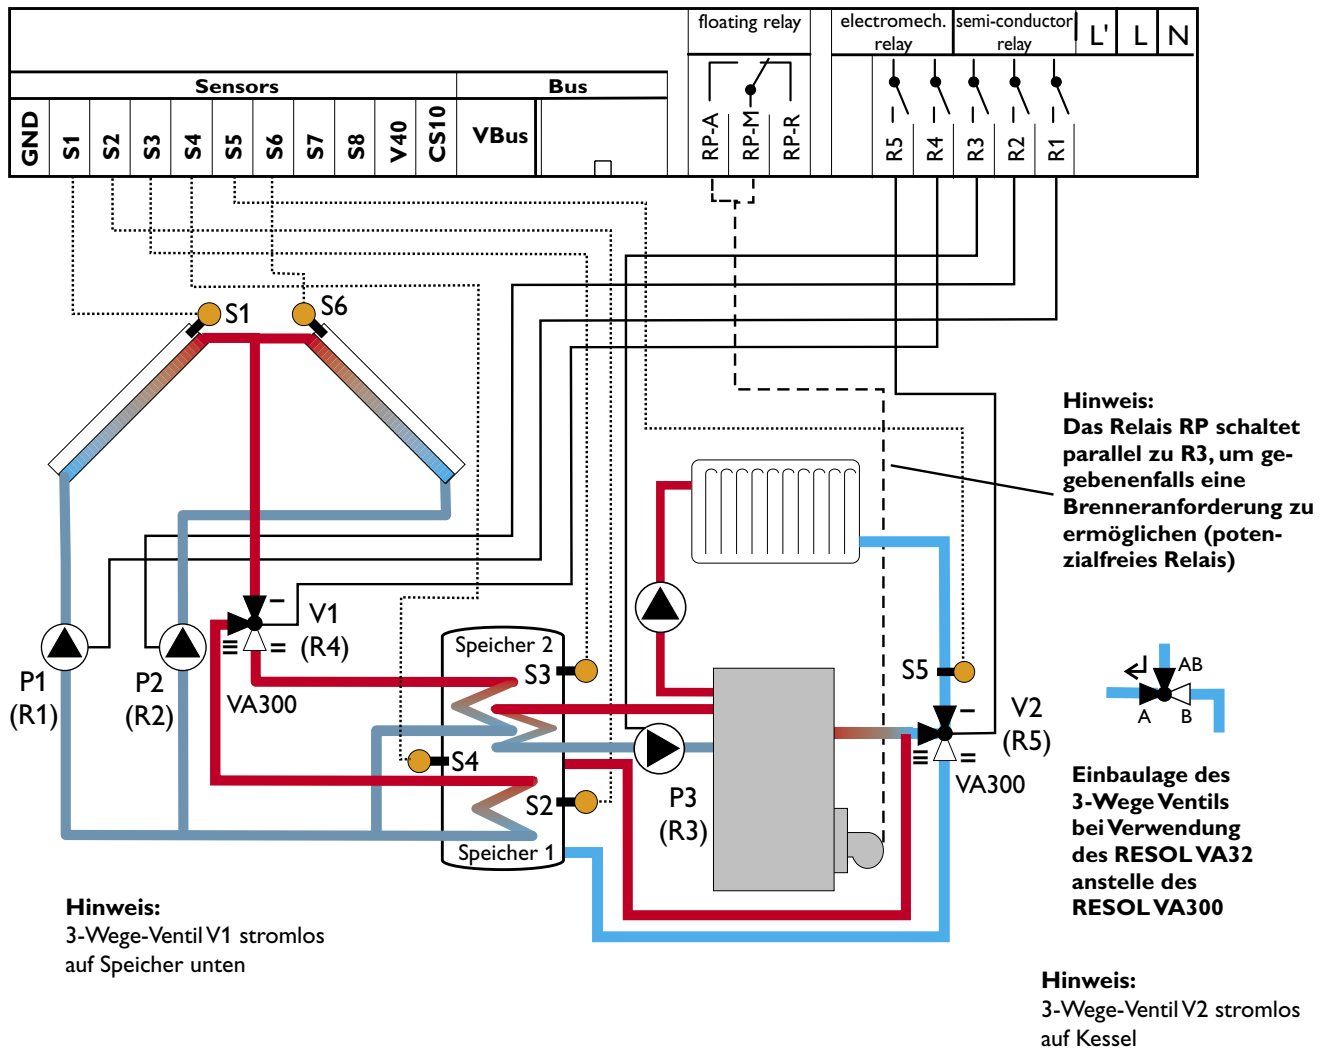 floating relay
electromech.
relay
semi-conductor
relay
L'
L
N
Sensors
Bus
GND
S1
S2
S3
S4
S5
S6
S7
S8
V40
CS10
VBus
RP-A
RP-M
RP-R
R5
R4
R3
R2
R1
S1
S6
Hinweis:
Das Relais RP schaltet
parallel zu R3, um ge-
gebenenfalls eine
Brenneranforderung zu
ermöglichen (poten-
zialfreies Relais)
P1
(R1)
P2
(R2)
V1
(R4)
VA300
Speicher 2
S3
S4
S2
Speicher 1
P3
(R3)
S5
V2
(R5)
VA300
AB
A
B
Einbaulage des
3-Wege Ventils
bei Verwendung
des RESOL VA32
anstelle des
RESOL VA300
Hinweis:
3-Wege-Ventil V1 stromlos
auf Speicher unten
Hinweis:
3-Wege-Ventil V2 stromlos
auf Kessel